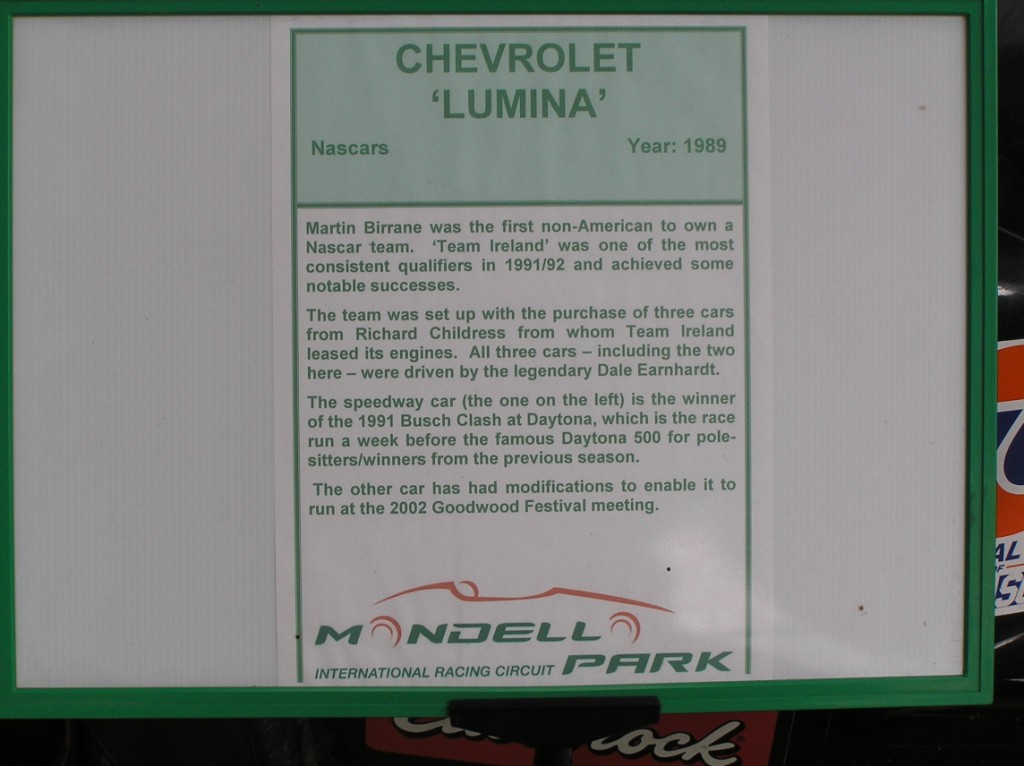 CHEVROLET
‘LUMINA’
Nascars Year: 1989
Martin Birrane was the first non-American to own a
Nascar team. ‘Team Ireland’ was one of the most
consistent qualifiers in 1991/92 and achieved some
notable successes.
The team was set up with the purchase of three cars
from Richard Childress from whom Team Ireland
leased its engines. All three cars – including the two
here – were driven by the legendary Dale Earnhardt.
The speedway car (the one on the left) is the winner
of the 1991 Busch Clash at Daytona, which is the race
run a week before the famous Daytona 500 for pole-
sitters/winners from the previous season.
The other car has had modifications to enable it to
run at the 2002 Goodwood Festival meeting.
MONDELLO
INTERNATIONAL RACING CIRCUIT PARK